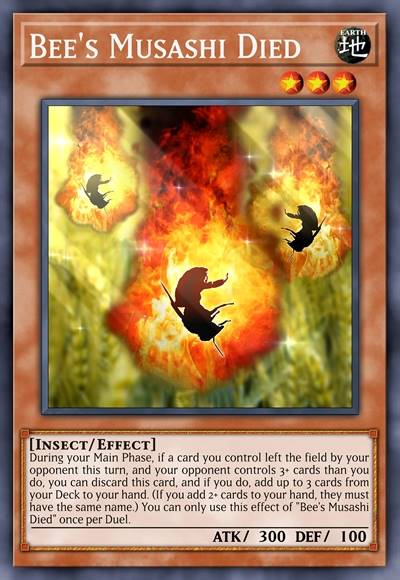 Bee's Musashi Died
EARTH
地
[Insect/Effect]
During your Main Phase, if a card you control left the field by your
opponent this turn, and your opponent controls 3+ cards than you
do, you can discard this card, and if you do, add up to 3 cards from
your Deck to your hand. (If you add 2+ cards to your hand, they must
have the same name.) You can only use this effect of "Bee's Musashi
Died" once per Duel.
ATK/ 300 DEF/ 100